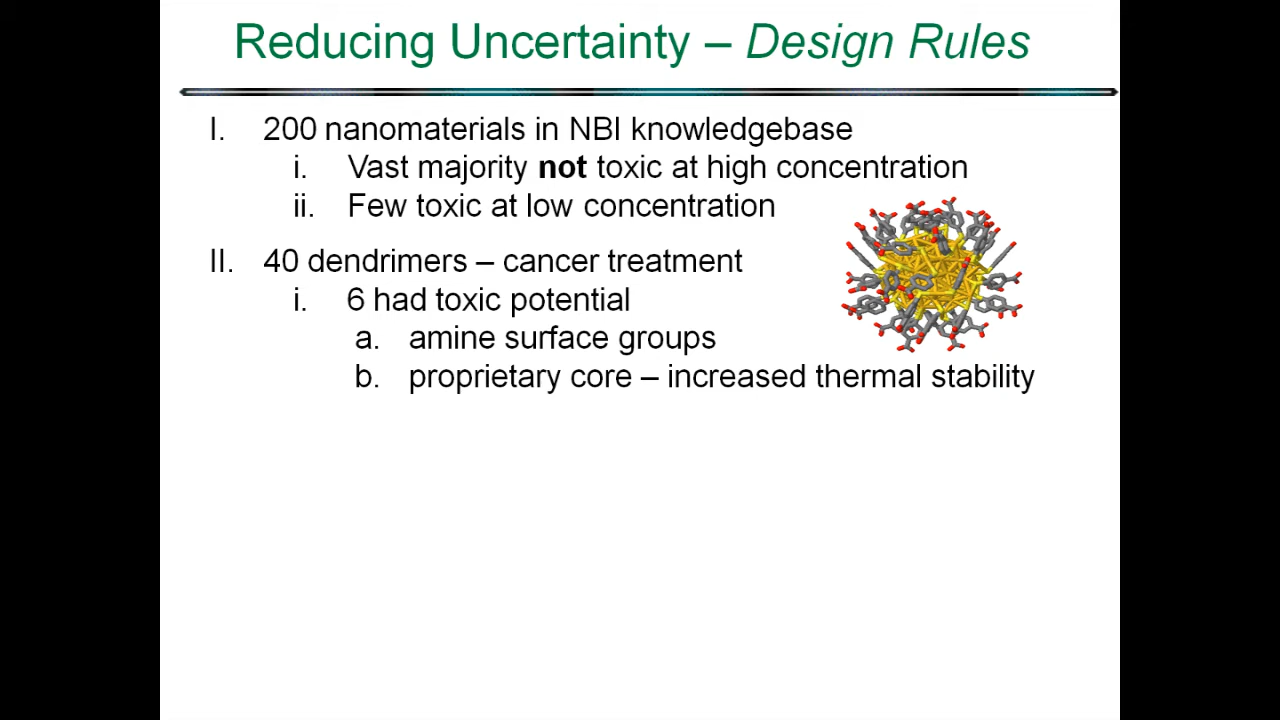 Reducing Uncertainty – Design Rules
I. 200 nanomaterials in NBI knowledgebase
i. Vast majority not toxic at high concentration
ii. Few toxic at low concentration
II. 40 dendrimers – cancer treatment
i. 6 had toxic potential
a. amine surface groups
b. proprietary core – increased thermal stability